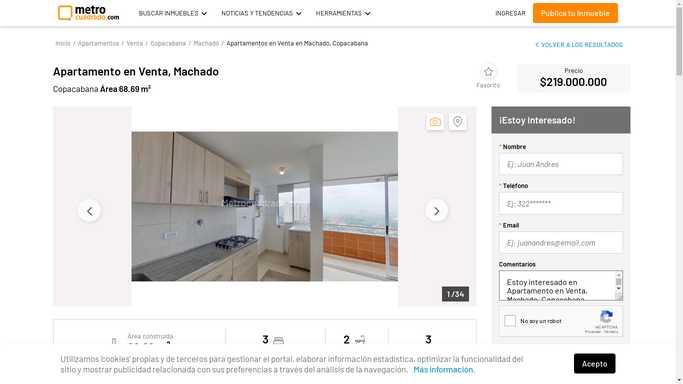 metro
cuadrado.com
BUSCAR INMUEBLES
NOTICIAS Y TENDENCIAS
HERRAMIENTAS
INGRESAR
Publica tu Inmueble
Inicio / Apartamentos / Venta / Copacabana / Machado / Apartamentos en Venta en Machado, Copacabana
VOLVER A LOS RESULTADOS
Apartamento en Venta, Machado
Copacabana Área 68.69 m²
Favorito
Precio
$219.000.000
¡Estoy Interesado!
* Nombre
Ej: Juan Andres
* Teléfono
Ej: 322*******
* Email
Ej: juanandres@email.com
Comentarios
Estoy interesado en
Apartamento en Venta,
Machado, Copacabana
No soy un robot
reCAPTCHA
Privacidad - Términos
1 /34
Área construida
3
2
3
Utilizamos 'cookies' propias y de terceros para gestionar el portal, elaborar información estadística, optimizar la funcionalidad del
sitio y mostrar publicidad relacionada con sus preferencias a través del análisis de la navegación. Más información.
Acepto